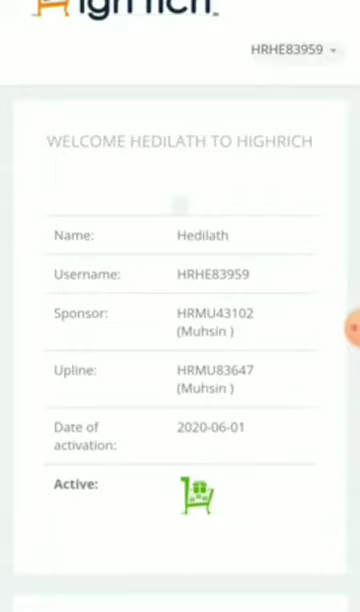 ighrich
HRHE83959
WELCOME HEDILATH TO HIGHRICH
Name: Hedilath
Username: HRHE83959
Sponsor: HRMU43102
(Muhsin )
Upline: HRMU83647
(Muhsin )
Date of 2020-06-01
activation:
Active: